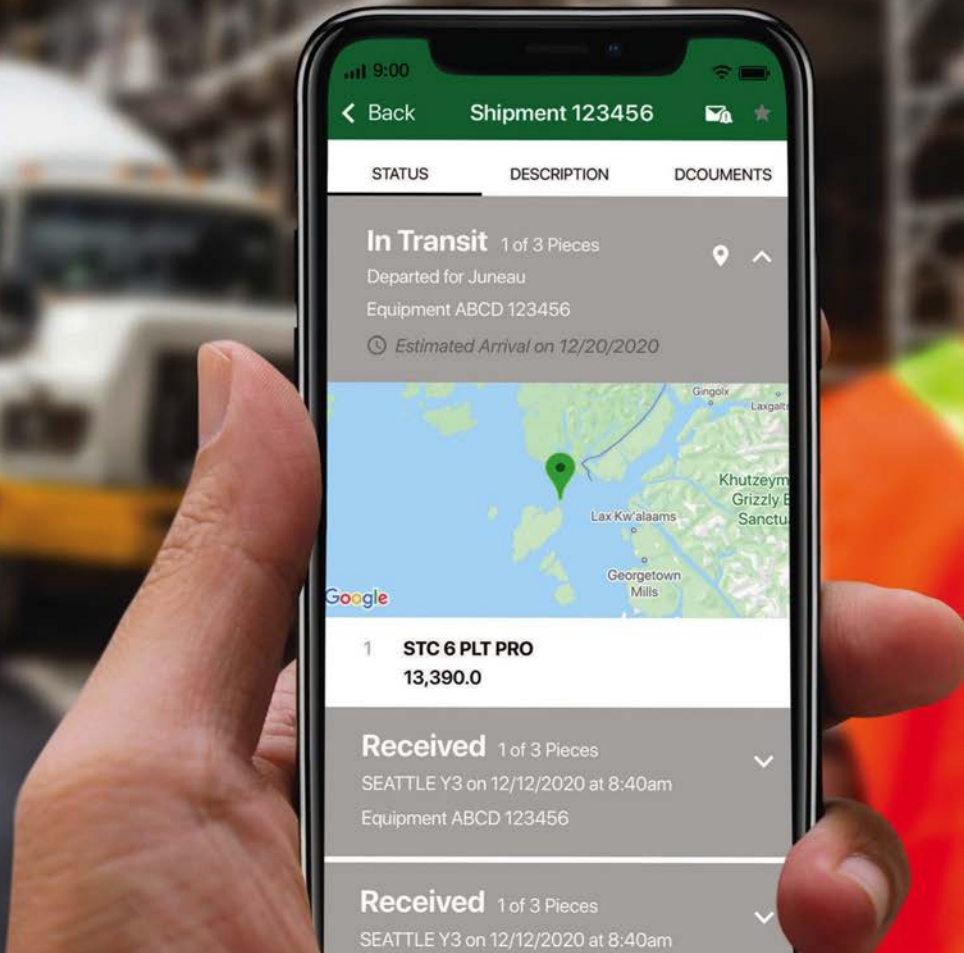 9:00
Back Shipment 123456
STATUS DESCRIPTION DCOUMENTS
In Transit 1 of 3 Pieces
Departed for Juneau
Equipment ABCD 123456
Estimated Arrival on 12/20/2020
Gingolx
Laxgalts
Khutzeym
Grizzly B
Sanctu
Lax Kw'alaams
Georgetown
Mills
Google
1 STC 6 PLT PRO
13,390.0
Received 1 of 3 Pieces
SEATTLE Y3 on 12/12/2020 at 8:40am
Equipment ABCD 123456
Received 1 of 3 Pieces
SEATTLE Y3 on 12/12/2020 at 8:40am